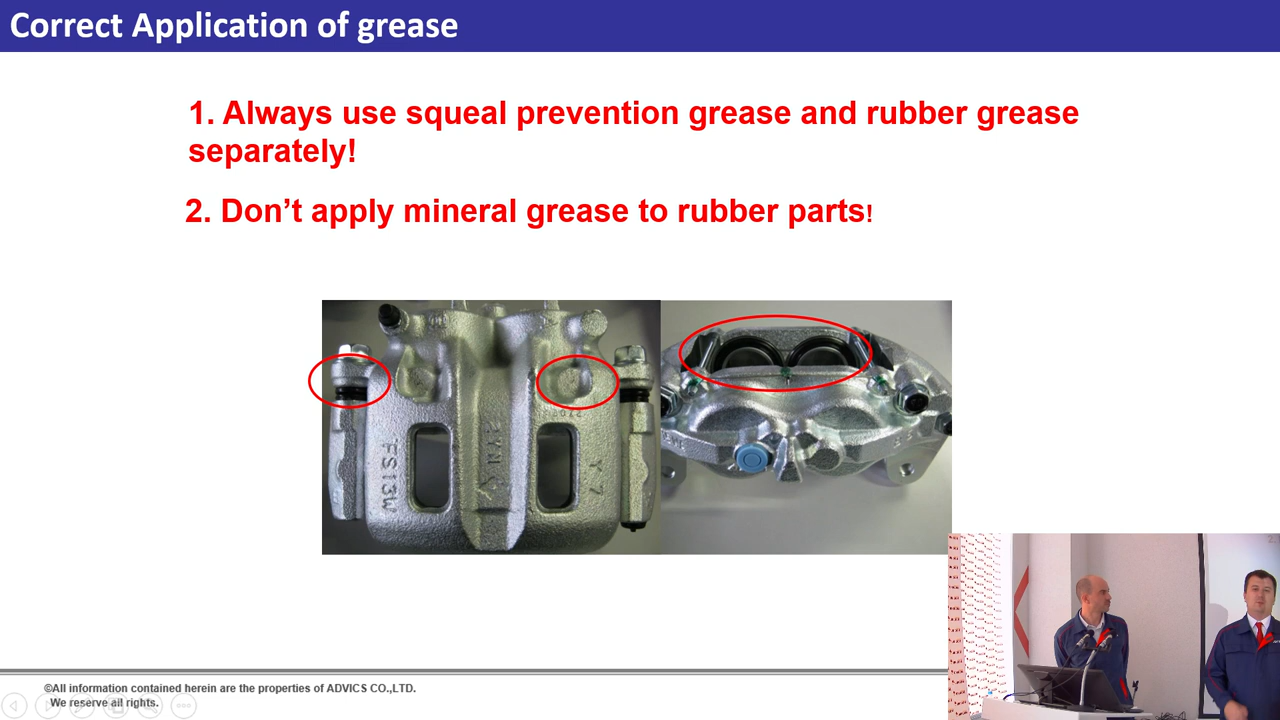 Correct Application of grease
1. Always use squeal prevention grease and rubber grease
separately!
2. Don’t apply mineral grease to rubber parts!
FS13W
Y 7
©All information contained herein are the properties of ADVICS CO.,LTD.
We reserve all rights.